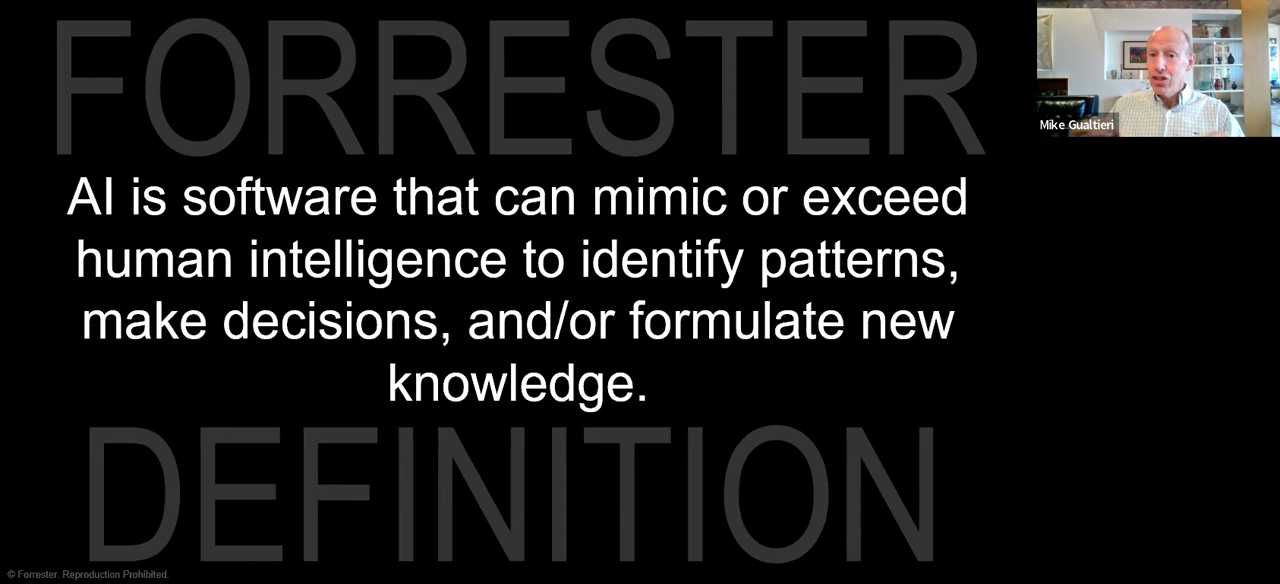 FORRESTER
Mike Gualtieri
AI is software that can mimic or exceed
human intelligence to identify patterns,
make decisions, and/or formulate new
knowledge.
DEFINITION
© Forrester. Reproduction Prohibited.